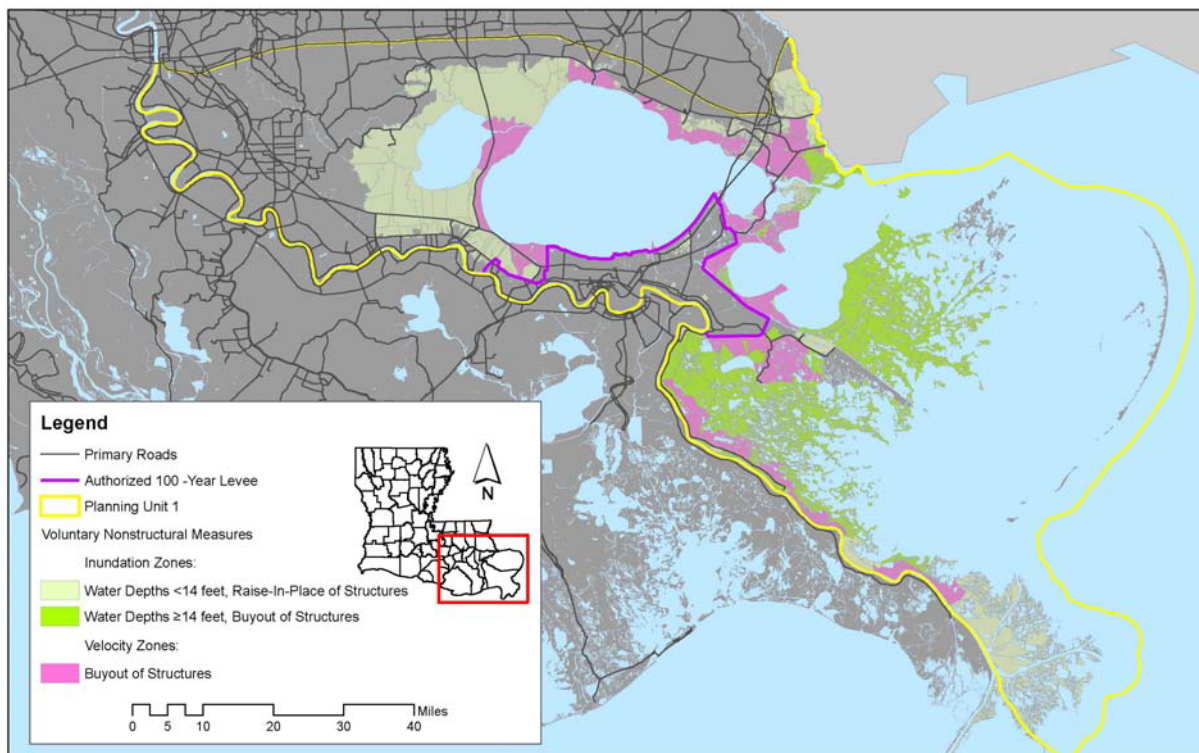 Legend
Primary Roads
Authorized 100 -Year Levee
Planning Unit 1
Voluntary Nonstructural Measures
Inundation Zones:
Water Depths <14 feet, Raise-In-Place of Structures
Water Depths ≥14 feet, Buyout of Structures
Velocity Zones:
Buyout of Structures
N
Miles
0 5 10 20 30 40